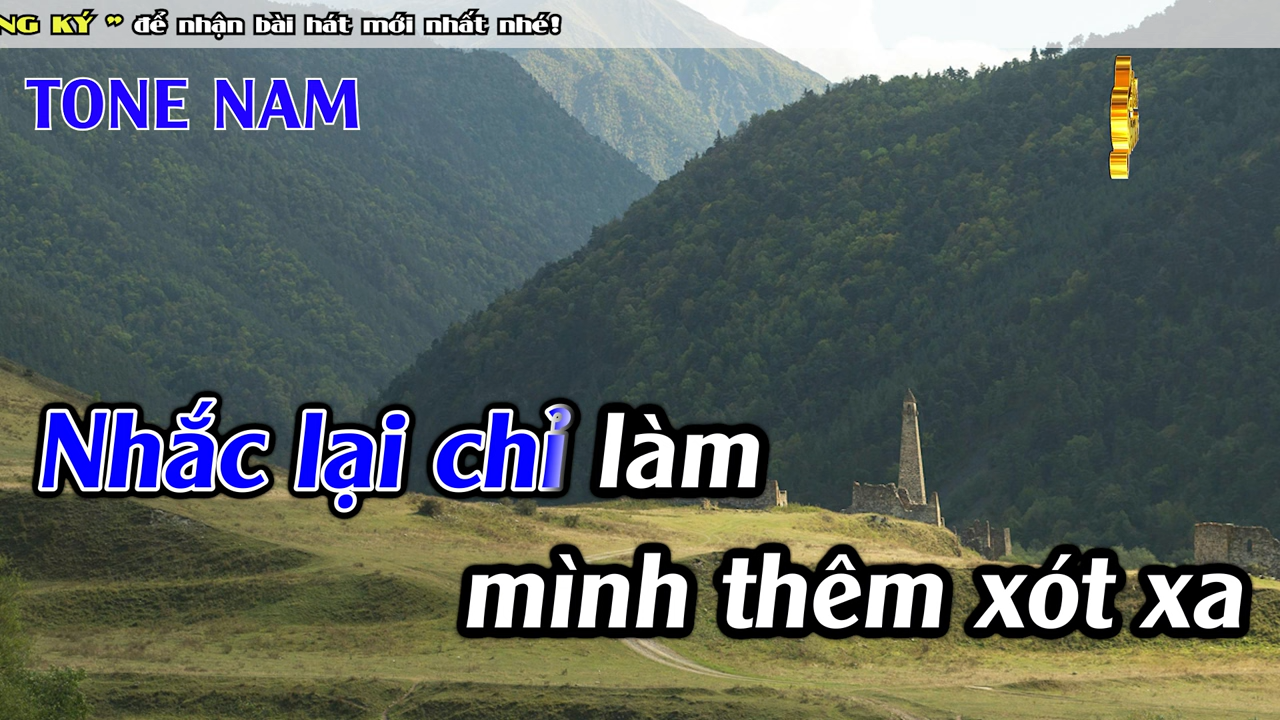 NG KÝ ” để nhận bài hát mới nhất nhé!
TONE NAM
Nhắc lại chỉ làm
mình thêm xót xa